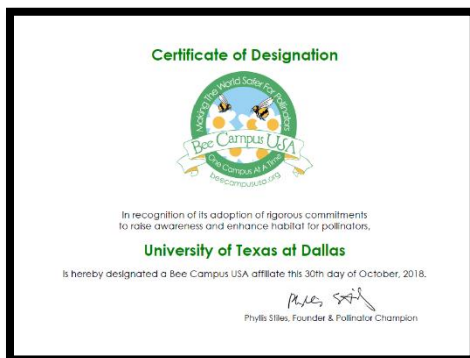 Certificate of Designation
Making The World Safer For Pollinators
Bee Campus USA
One Campus At A Time
beecampususa.org
In recognition of its adoption of rigorous commitments
to raise awareness and enhance habitat for pollinators,
University of Texas at Dallas
is hereby designated a Bee Campus USA affiliate this 30th day of October, 2018.
Phyllis Stiles
Phyllis Stiles, Founder & Pollinator Champion